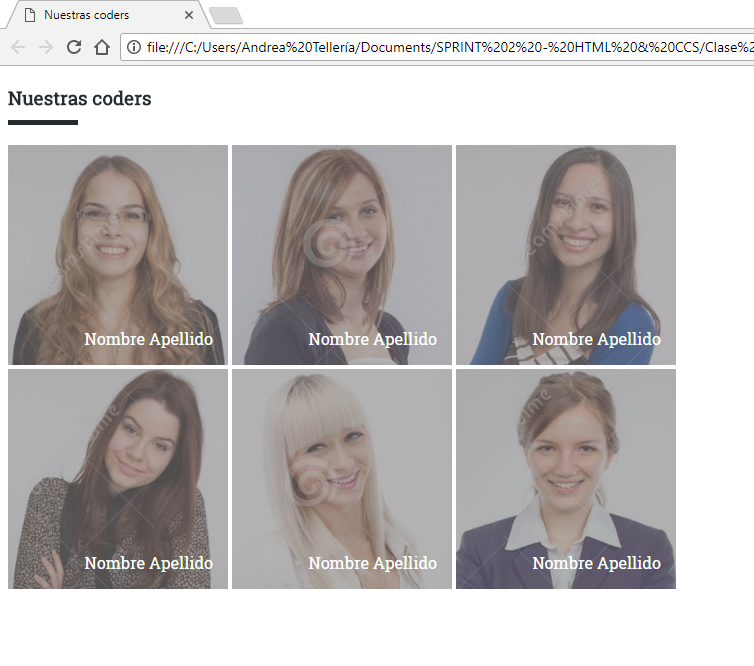 Nuestras coders
file:///C:/Users/Andrea%20Tellería/Documents/SPRINT%202%20-%20HTML%20&%20CCS/Clase%2
Nuestras coders
Nombre Apellido Nombre Apellido Nombre Apellido
Nombre Apellido Nombre Apellido Nombre Apellido